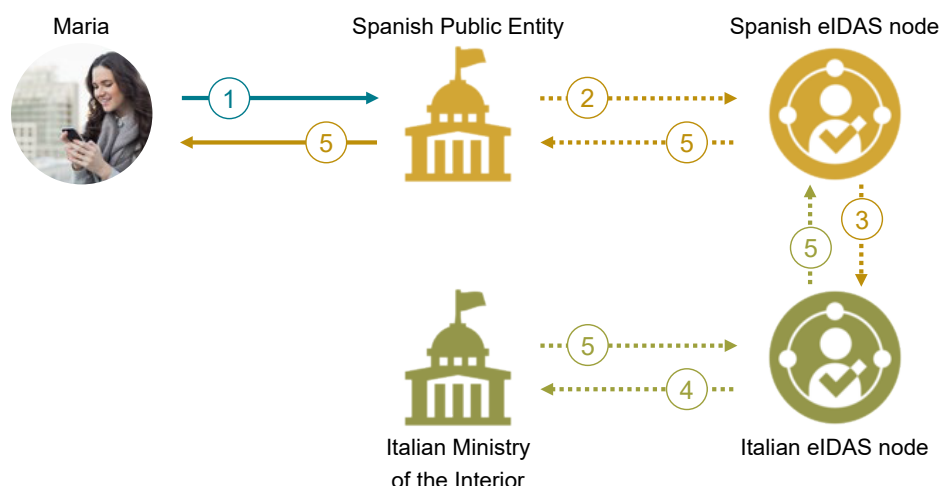 Maria
Spanish Public Entity
Spanish eIDAS node
1
2
5
5
5
3
5
4
Italian Ministry
of the Interior
Italian eIDAS node